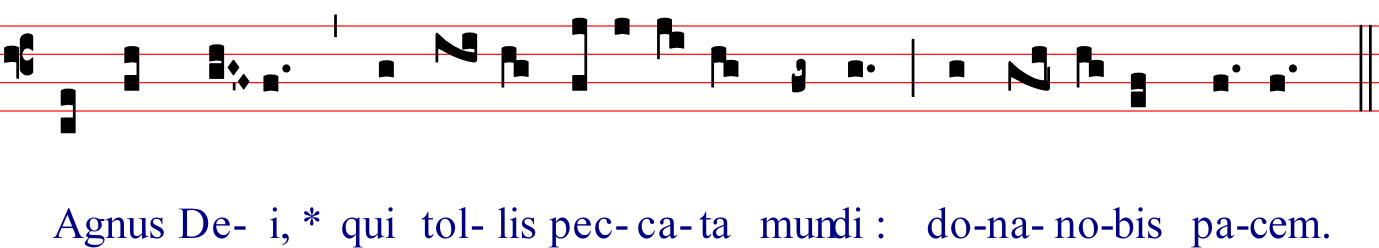 Agnus De- i, * qui tol- lis pec- ca- ta mundi : do-na- no-bis pa-cem.